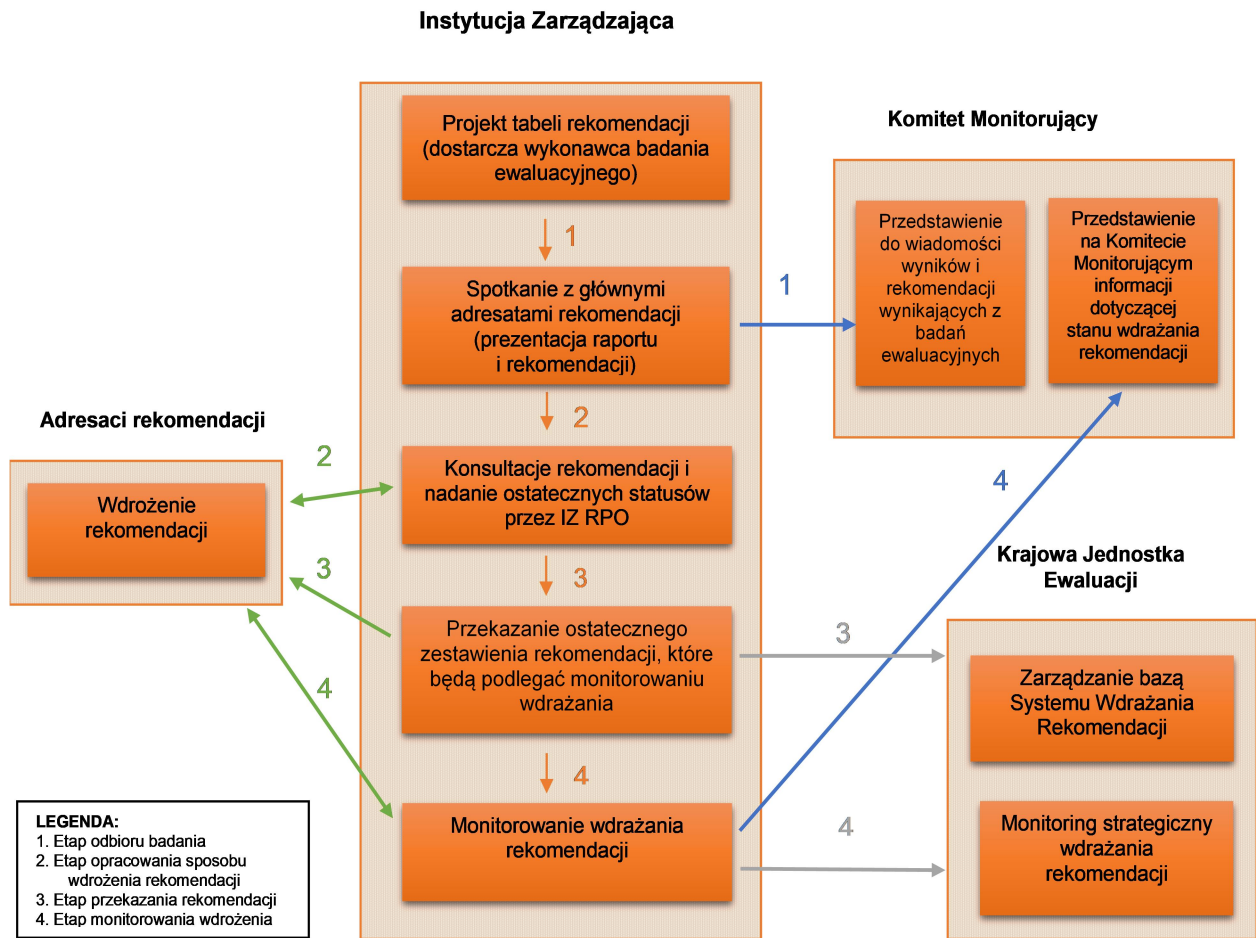 Instytucja Zarządzająca
Projekt tabeli rekomendacji
(dostarcza wykonawca badania
ewaluacyjnego)
1
Spotkanie z głównymi
adresatami rekomendacji
(prezentacja raportu
i rekomendacji)
2
Konsultacje rekomendacji i
nadanie ostatecznych statusów
przez IZ RPO
3
Przekazanie ostatecznego
zestawienia rekomendacji, które
będą podlegać monitorowaniu
wdrażania
4
Monitorowanie wdrażania
rekomendacji
Komitet Monitorujący
1
Przedstawienie
do wiadomości
wyników i
rekomendacji
wynikających z
badań
ewaluacyjnych
Przedstawienie
na Komitecie
Monitorującym
informacji
dotyczącej
stanu wdrażania
rekomendacji
4
Adresaci rekomendacji
2
Wdrożenie
rekomendacji
3
4
Krajowa Jednostka
Ewaluacji
3
Zarządzanie bazą
Systemu Wdrażania
Rekomendacji
4
Monitoring strategiczny
wdrażania
rekomendacji
LEGENDA:
1. Etap odbioru badania
2. Etap opracowania sposobu
wdrożenia rekomendacji
3. Etap przekazania rekomendacji
4. Etap monitorowania wdrożenia